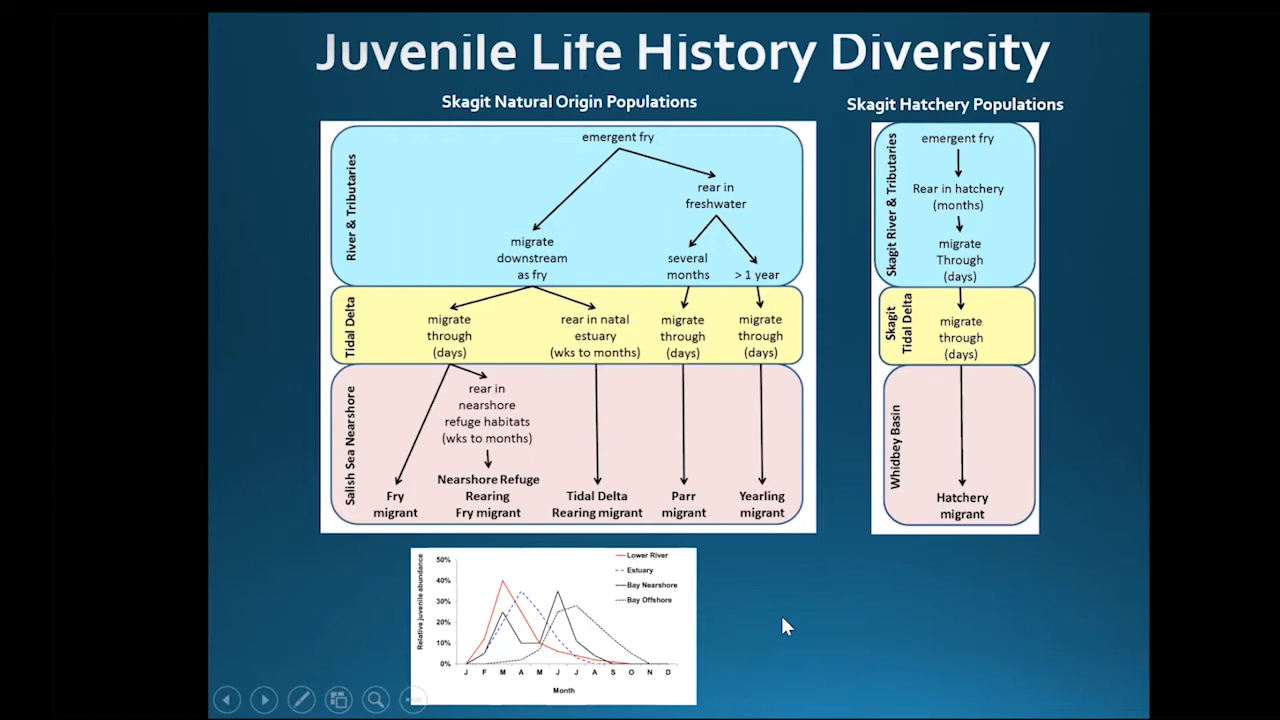 Juvenile Life History Diversity
Skagit Natural Origin Populations
River & Tributaries
emergent fry
rear in
freshwater
migrate
downstream
as fry
several
months
> 1 year
Tidal Delta
migrate
through
(days)
rear in natal
estuary
(wks to months)
migrate
through
(days)
migrate
through
(days)
Salish Sea Nearshore
rear in
nearshore
refuge habitats
(wks to months)
Fry
migrant
Nearshore Refuge
Rearing
Fry migrant
Tidal Delta
Rearing migrant
Parr
migrant
Yearling
migrant
Skagit Hatchery Populations
Skagit River & Tributaries
emergent fry
Rear in hatchery
(months)
migrate
Through
(days)
Skagit
Tidal Delta
migrate
through
(days)
Whidbey Basin
Hatchery
migrant
Relative juvenile abundance
50%
40%
30%
20%
10%
0%
Lower River
Estuary
Bay Nearshore
Bay Offshore
J F M A M J J A S O N D
Month